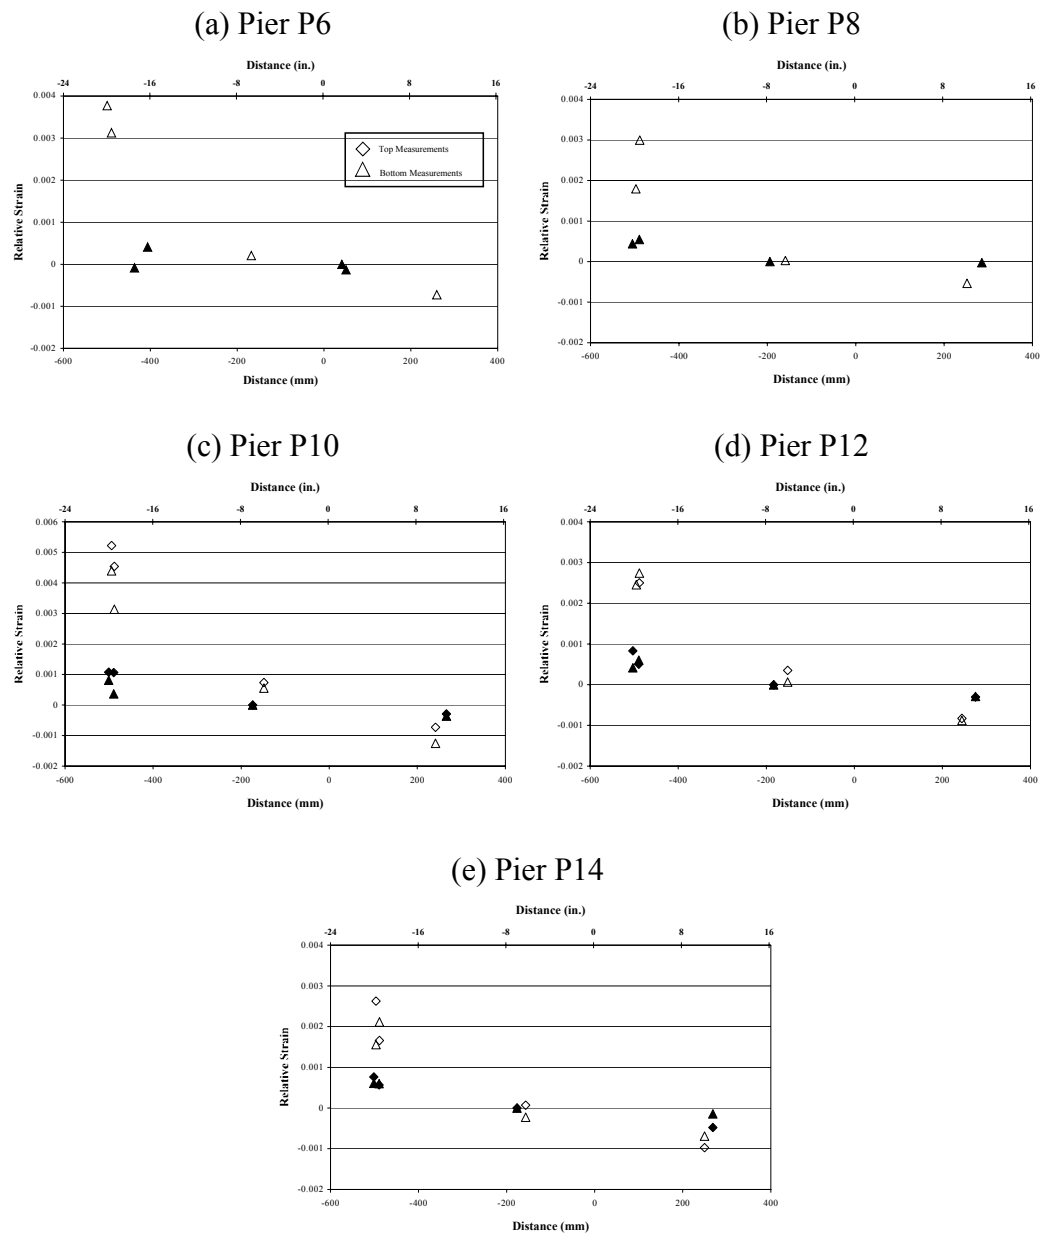 (a) Pier P6
(b) Pier P8
Distance (in.)
-24 -16 -8 0 8 16
0.004
0.003
0.002
0.001
0
-0.001
-0.002
Relative Strain
Top Measurements
Bottom Measurements
-600 -400 -200 0 200 400
Distance (mm)
Distance (in.)
-24 -16 -8 0 8 16
0.004
0.003
0.002
0.001
0
-0.001
-0.002
Relative Strain
-600 -400 -200 0 200 400
Distance (mm)
(c) Pier P10
(d) Pier P12
Distance (in.)
-24 -16 -8 0 8 16
0.006
0.005
0.004
0.003
0.002
0.001
0
-0.001
-0.002
Relative Strain
-600 -400 -200 0 200 400
Distance (mm)
Distance (in.)
-24 -16 -8 0 8 16
0.004
0.003
0.002
0.001
0
-0.001
-0.002
Relative Strain
-600 -400 -200 0 200 400
Distance (mm)
(e) Pier P14
Distance (in.)
-24 -16 -8 0 8 16
0.004
0.003
0.002
0.001
0
-0.001
-0.002
Relative Strain
-600 -400 -200 0 200 400
Distance (mm)